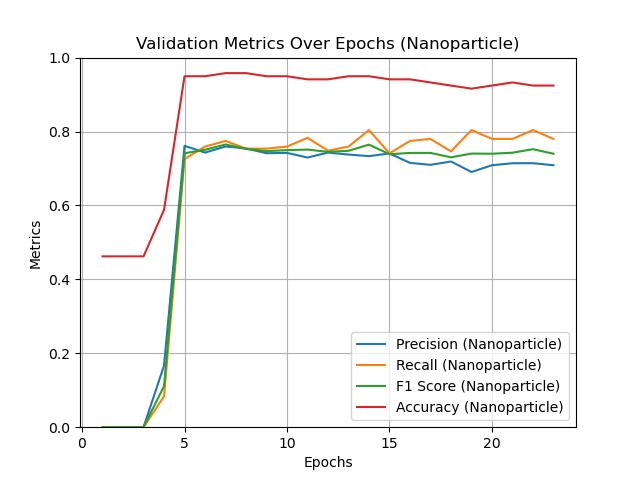 Validation Metrics Over Epochs (Nanoparticle)
1.0
0.8
0.6
0.4
0.2
0.0
Metrics
Precision (Nanoparticle)
Recall (Nanoparticle)
F1 Score (Nanoparticle)
Accuracy (Nanoparticle)
0 5 10 15 20
Epochs